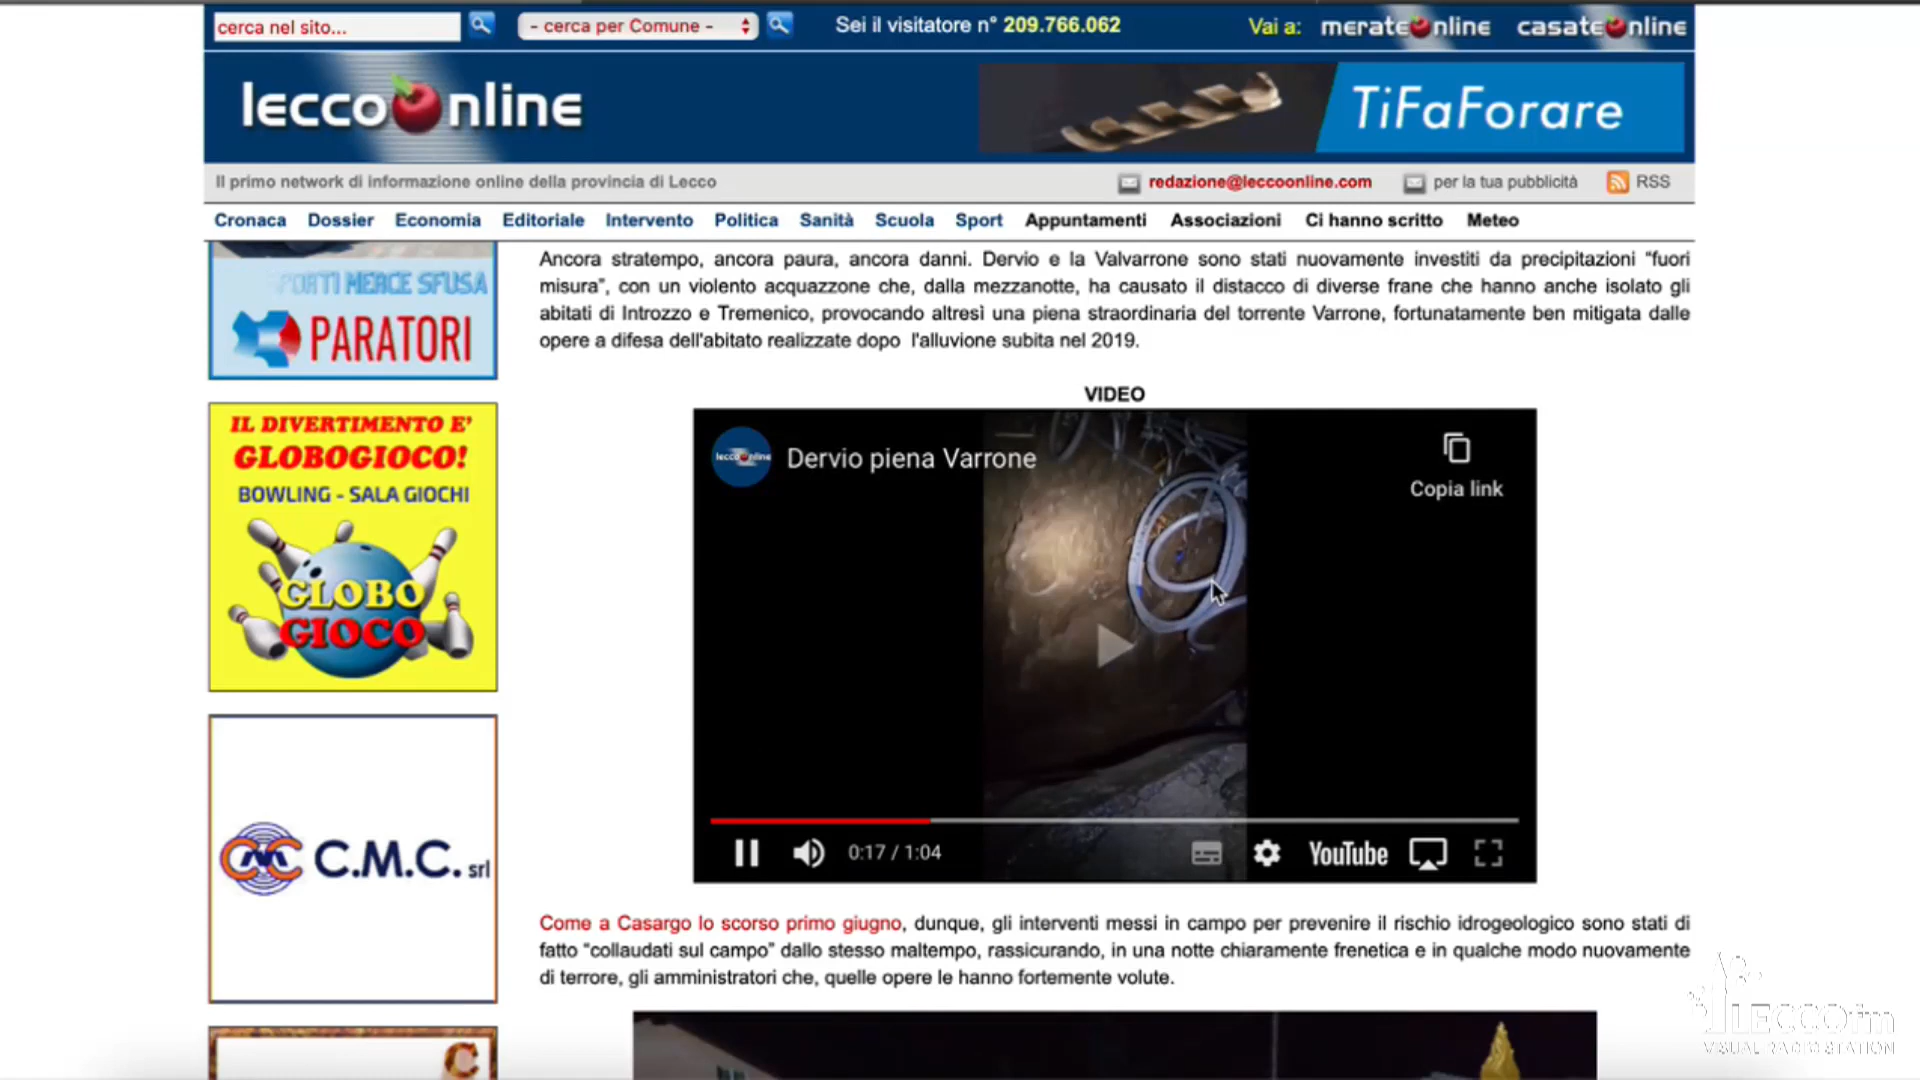 cerca nel sito...
- cerca per Comune -
Sei il visitatore n° 209.766.062
Vai a:
merateonline
casateonline
leccoonline
TiFaForare
Il primo network di informazione online della provincia di Lecco
redazione@leccoonline.com
per la tua pubblicità
RSS
Cronaca Dossier Economia Editoriale Intervento Politica Sanità Scuola Sport Appuntamenti Associazioni Ci hanno scritto Meteo
PORTI MERCE SFUSA
PARATORI
IL DIVERTIMENTO E'
GLOBOGIOCO!
BOWLING - SALA GIOCHI
GLOBO
GIOCO
C.M.C. srl
Ancora stratempo, ancora paura, ancora danni. Dervio e la Valvarrone sono stati nuovamente investiti da precipitazioni “fuori
misura”, con un violento acquazzone che, dalla mezzanotte, ha causato il distacco di diverse frane che hanno anche isolato gli
abitati di Introzzo e Tremenico, provocando altresì una piena straordinaria del torrente Varrone, fortunatamente ben mitigata dalle
opere a difesa dell'abitato realizzate dopo l'alluvione subita nel 2019.
VIDEO
leccoonline
Dervio piena Varrone
Copia link
0:17 / 1:04
YouTube
Come a Casargo lo scorso primo giugno, dunque, gli interventi messi in campo per prevenire il rischio idrogeologico sono stati di
fatto “collaudati sul campo” dallo stesso maltempo, rassicurando, in una notte chiaramente frenetica e in qualche modo nuovamente
di terrore, gli amministratori che, quelle opere le hanno fortemente volute.
LECCOfm
VISUAL RADIO STATION